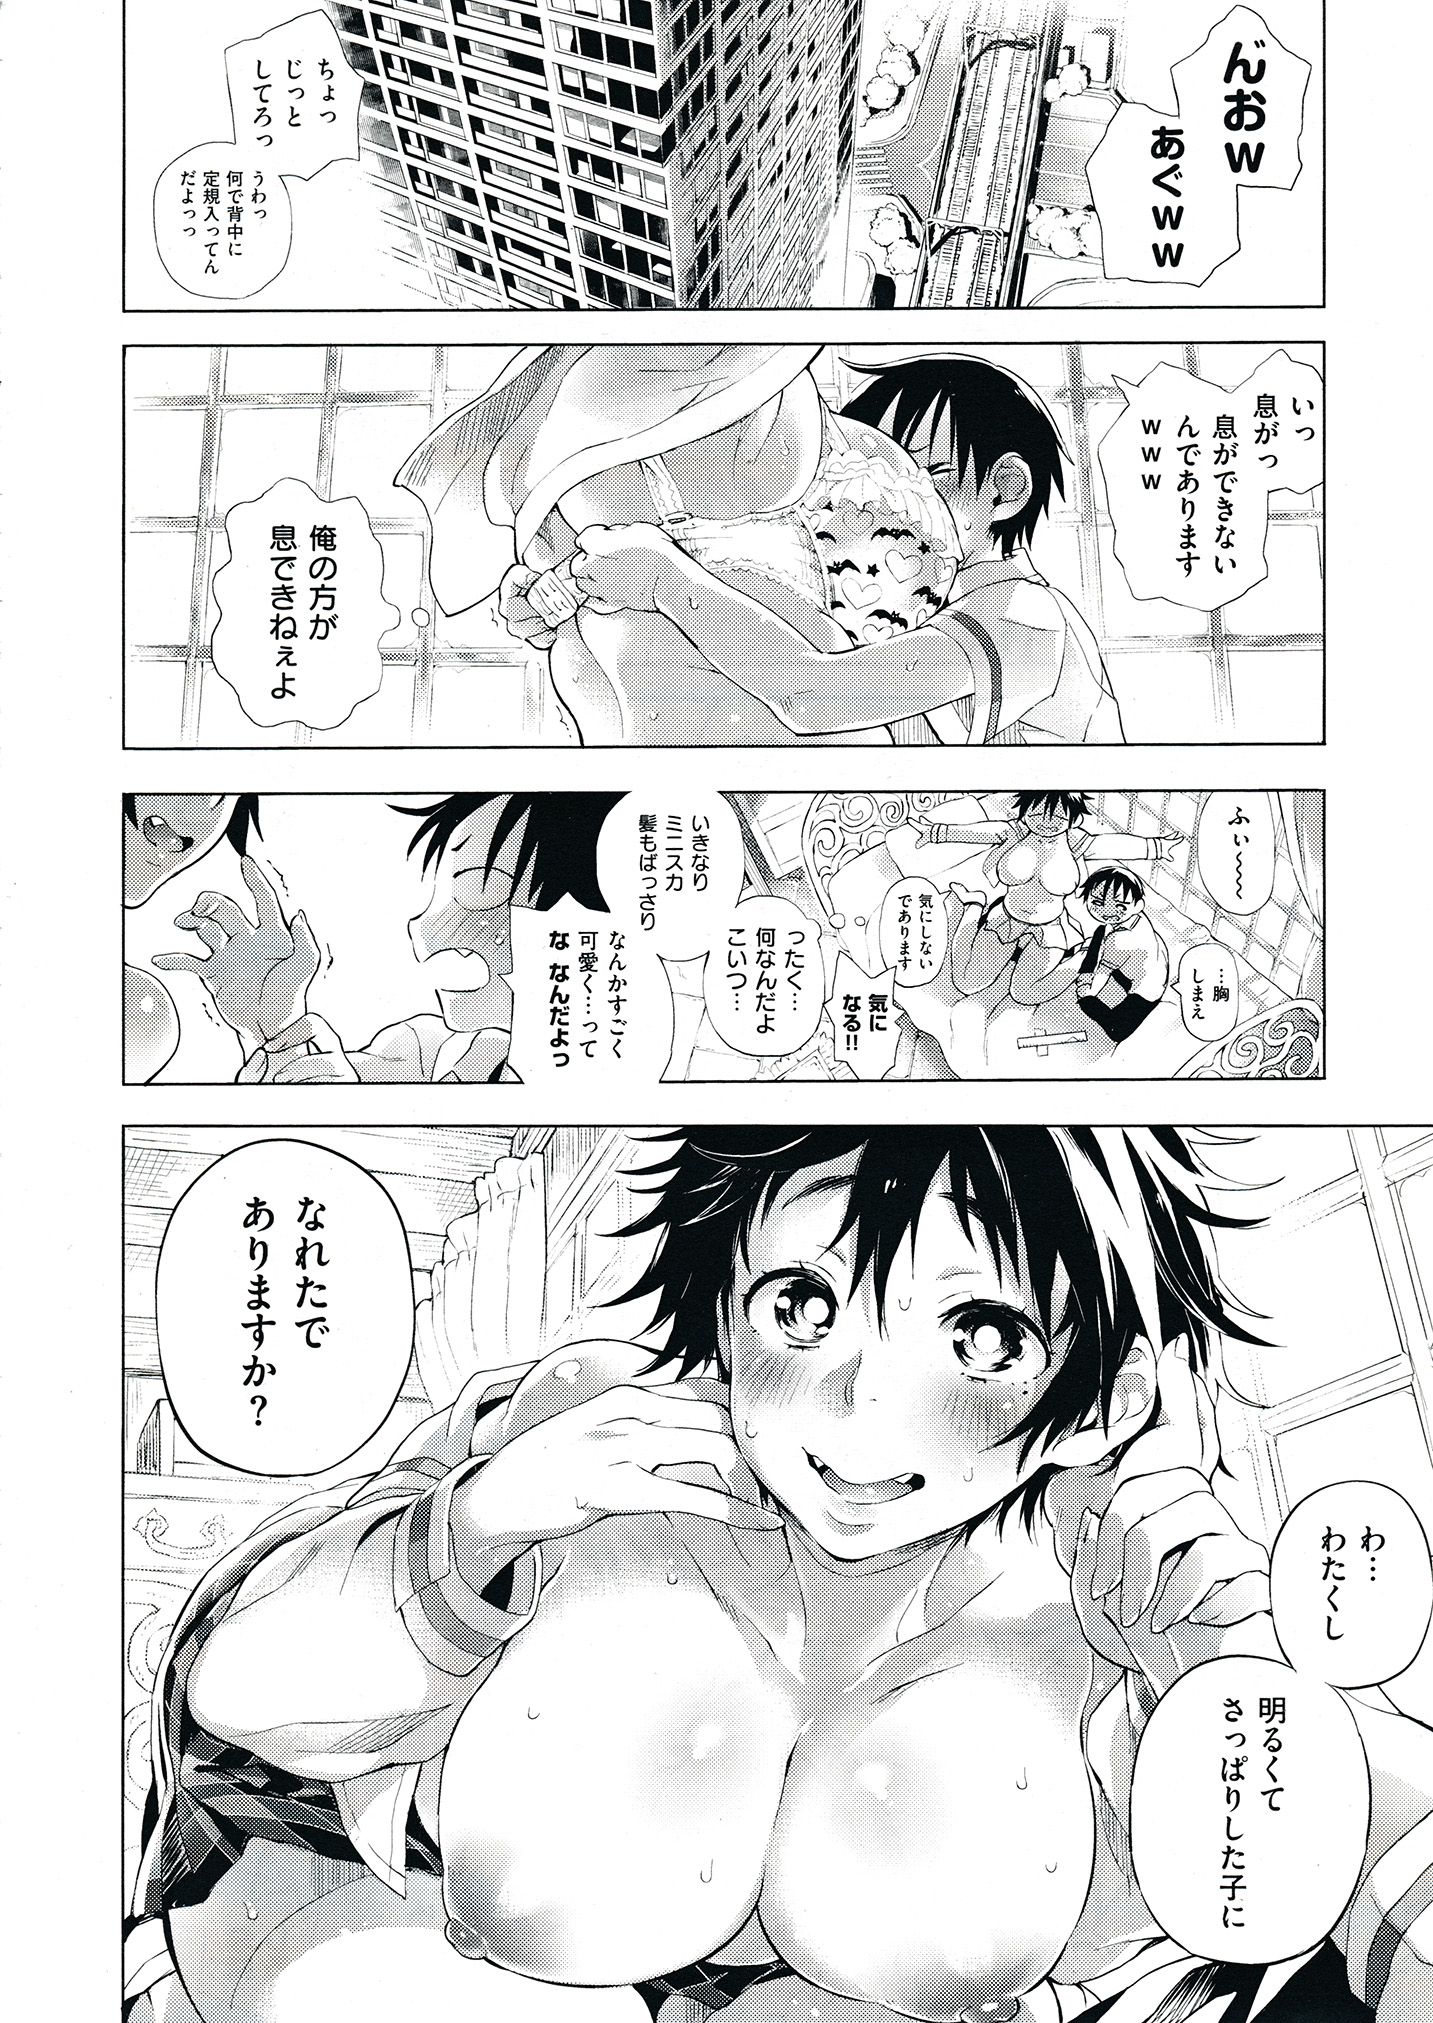 ん゛おw
あぐww
ちょっ
じっと
してろっ
うわっ
何で背中に
定規入ってん
だよっっ
いっ
息がっ
息ができない
んであります
www
俺の方が
息できねぇよ
ふぃ～～～
…胸
しまえ
気にしない
であります
気に
なる!!
ったく…
何なんだよ
こいつ…
いきなり
ミニスカ
髪もばっさり
なんかすごく
可愛く…って
な なんだよっ
わ…
わたくし
明るくて
さっぱりした子に
なれたで
ありますか？